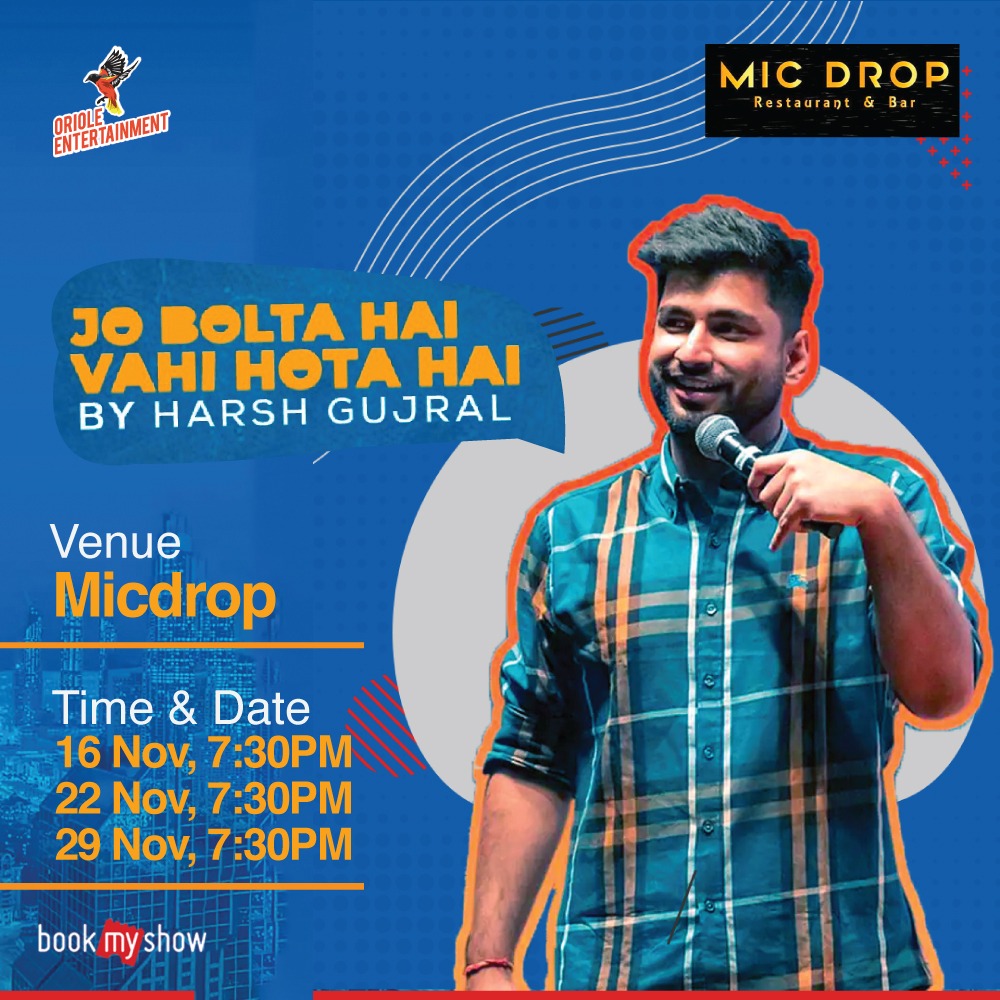 ORIOLE
ENTERTAINMENT
MIC DROP
Restaurant & Bar
JO BOLTA HAI
VAHI HOTA HAI
BY HARSH GUJRAL
Venue
Micdrop
Time & Date
16 Nov, 7:30PM
22 Nov, 7:30PM
29 Nov, 7:30PM
book my show